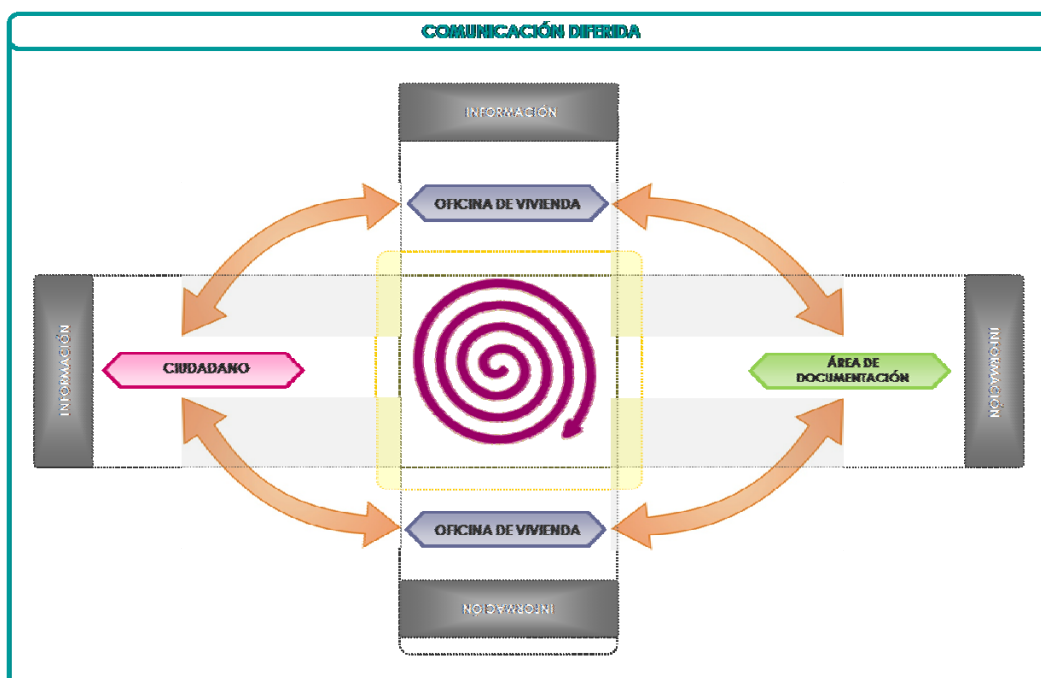 COMUNICACIÓN DIFERIDA
INFORMACIÓN
OFICINA DE VIVIENDA
INFORMACIÓN
CIUDADANO
ÁREA DE
DOCUMENTACIÓN
INFORMACIÓN
OFICINA DE VIVIENDA
INFORMACIÓN